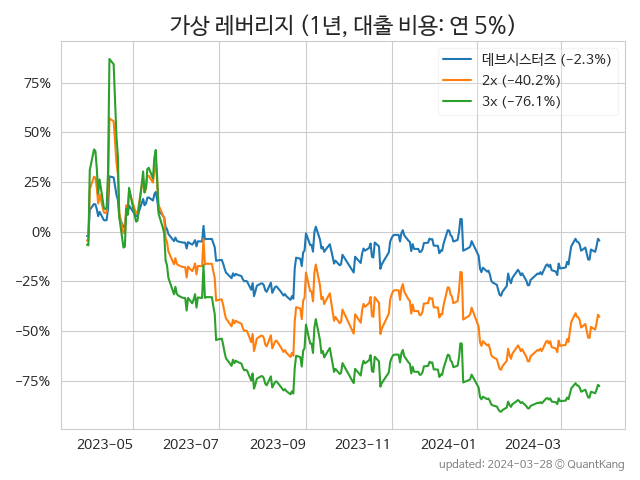 가상 레버리지 (1년, 대출 비용: 연 5%)
데브시스터즈 (−2.3%)
2x (−40.2%)
3x (−76.1%)
75%
50%
25%
0%
−25%
−50%
−75%
2023-05 2023-07 2023-09 2023-11 2024-01 2024-03
updated: 2024-03-28 © QuantKang